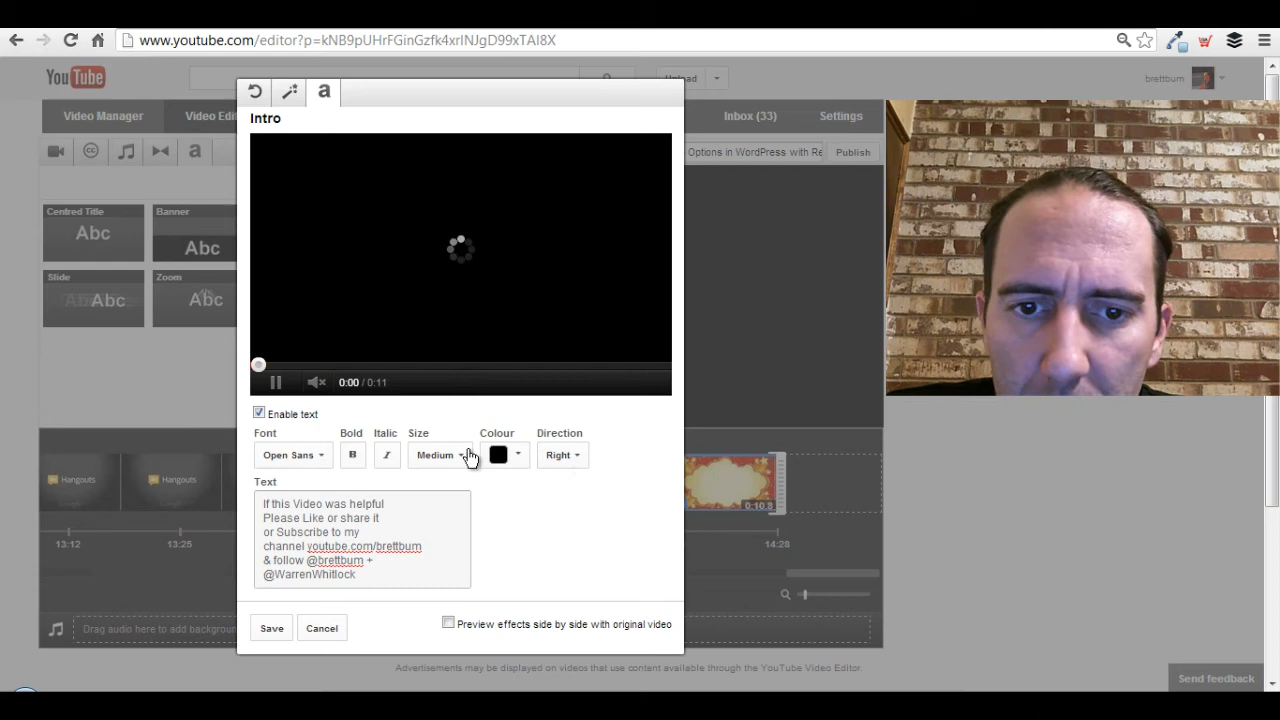 www.youtube.com/editor?p=kNB9pUHrFGinGzfk4xrINJgD99xTAI8X
YouTube
Upload
brettbum
Video Manager
Video Edi
Inbox (33)
Settings
a
a
Intro
Options in WordPress with Re
Publish
Centred Title
Abc
Banner
Abc
Slide
Abc
Zoom
Abc
0:00 / 0:11
Enable text
Font
Bold
Italic
Size
Colour
Direction
Open Sans
B
I
Medium
Right
Text
If this Video was helpful
Please Like or share it
or Subscribe to my
channel youtube.com/brettbum
& follow @brettbum +
@WarrenWhitlock
Hangouts
Hangouts
0:10.8
13:12
13:25
14:28
Drag audio here to add backgrou
Save
Cancel
Preview effects side by side with original video
Advertisements may be displayed on videos that use content available through the YouTube Video Editor.
Send feedback